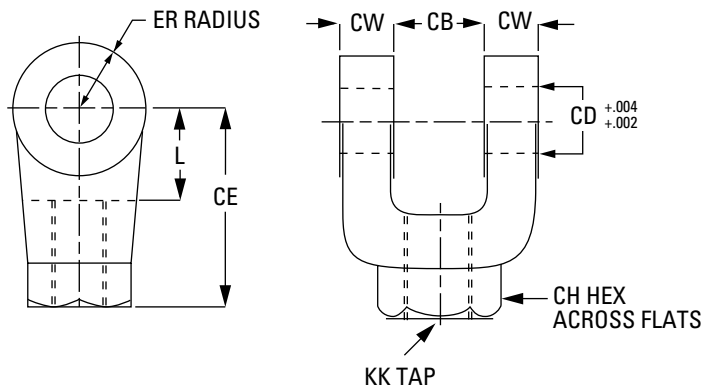 ER RADIUS
CW
CB
CW
CD +.004
+.002
L
CE
CH HEX
ACROSS FLATS
KK TAP